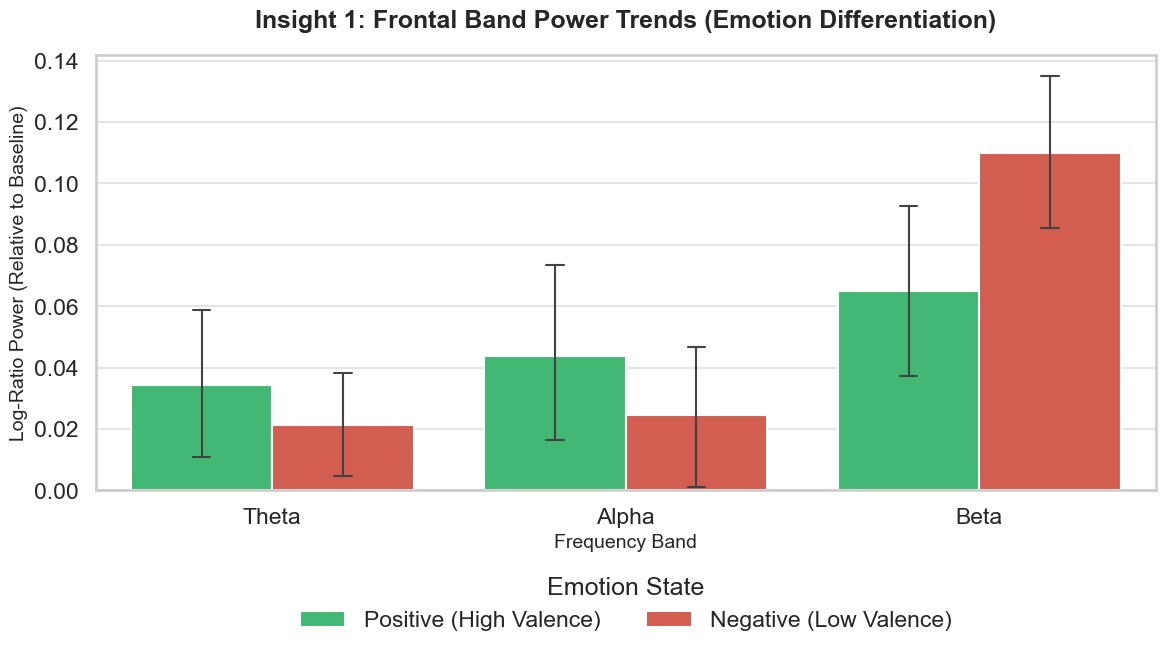 Insight 1: Frontal Band Power Trends (Emotion Differentiation)
Log-Ratio Power (Relative to Baseline)
0.14
0.12
0.10
0.08
0.06
0.04
0.02
0.00
Theta Alpha Beta
Frequency Band
Emotion State
Positive (High Valence) Negative (Low Valence)